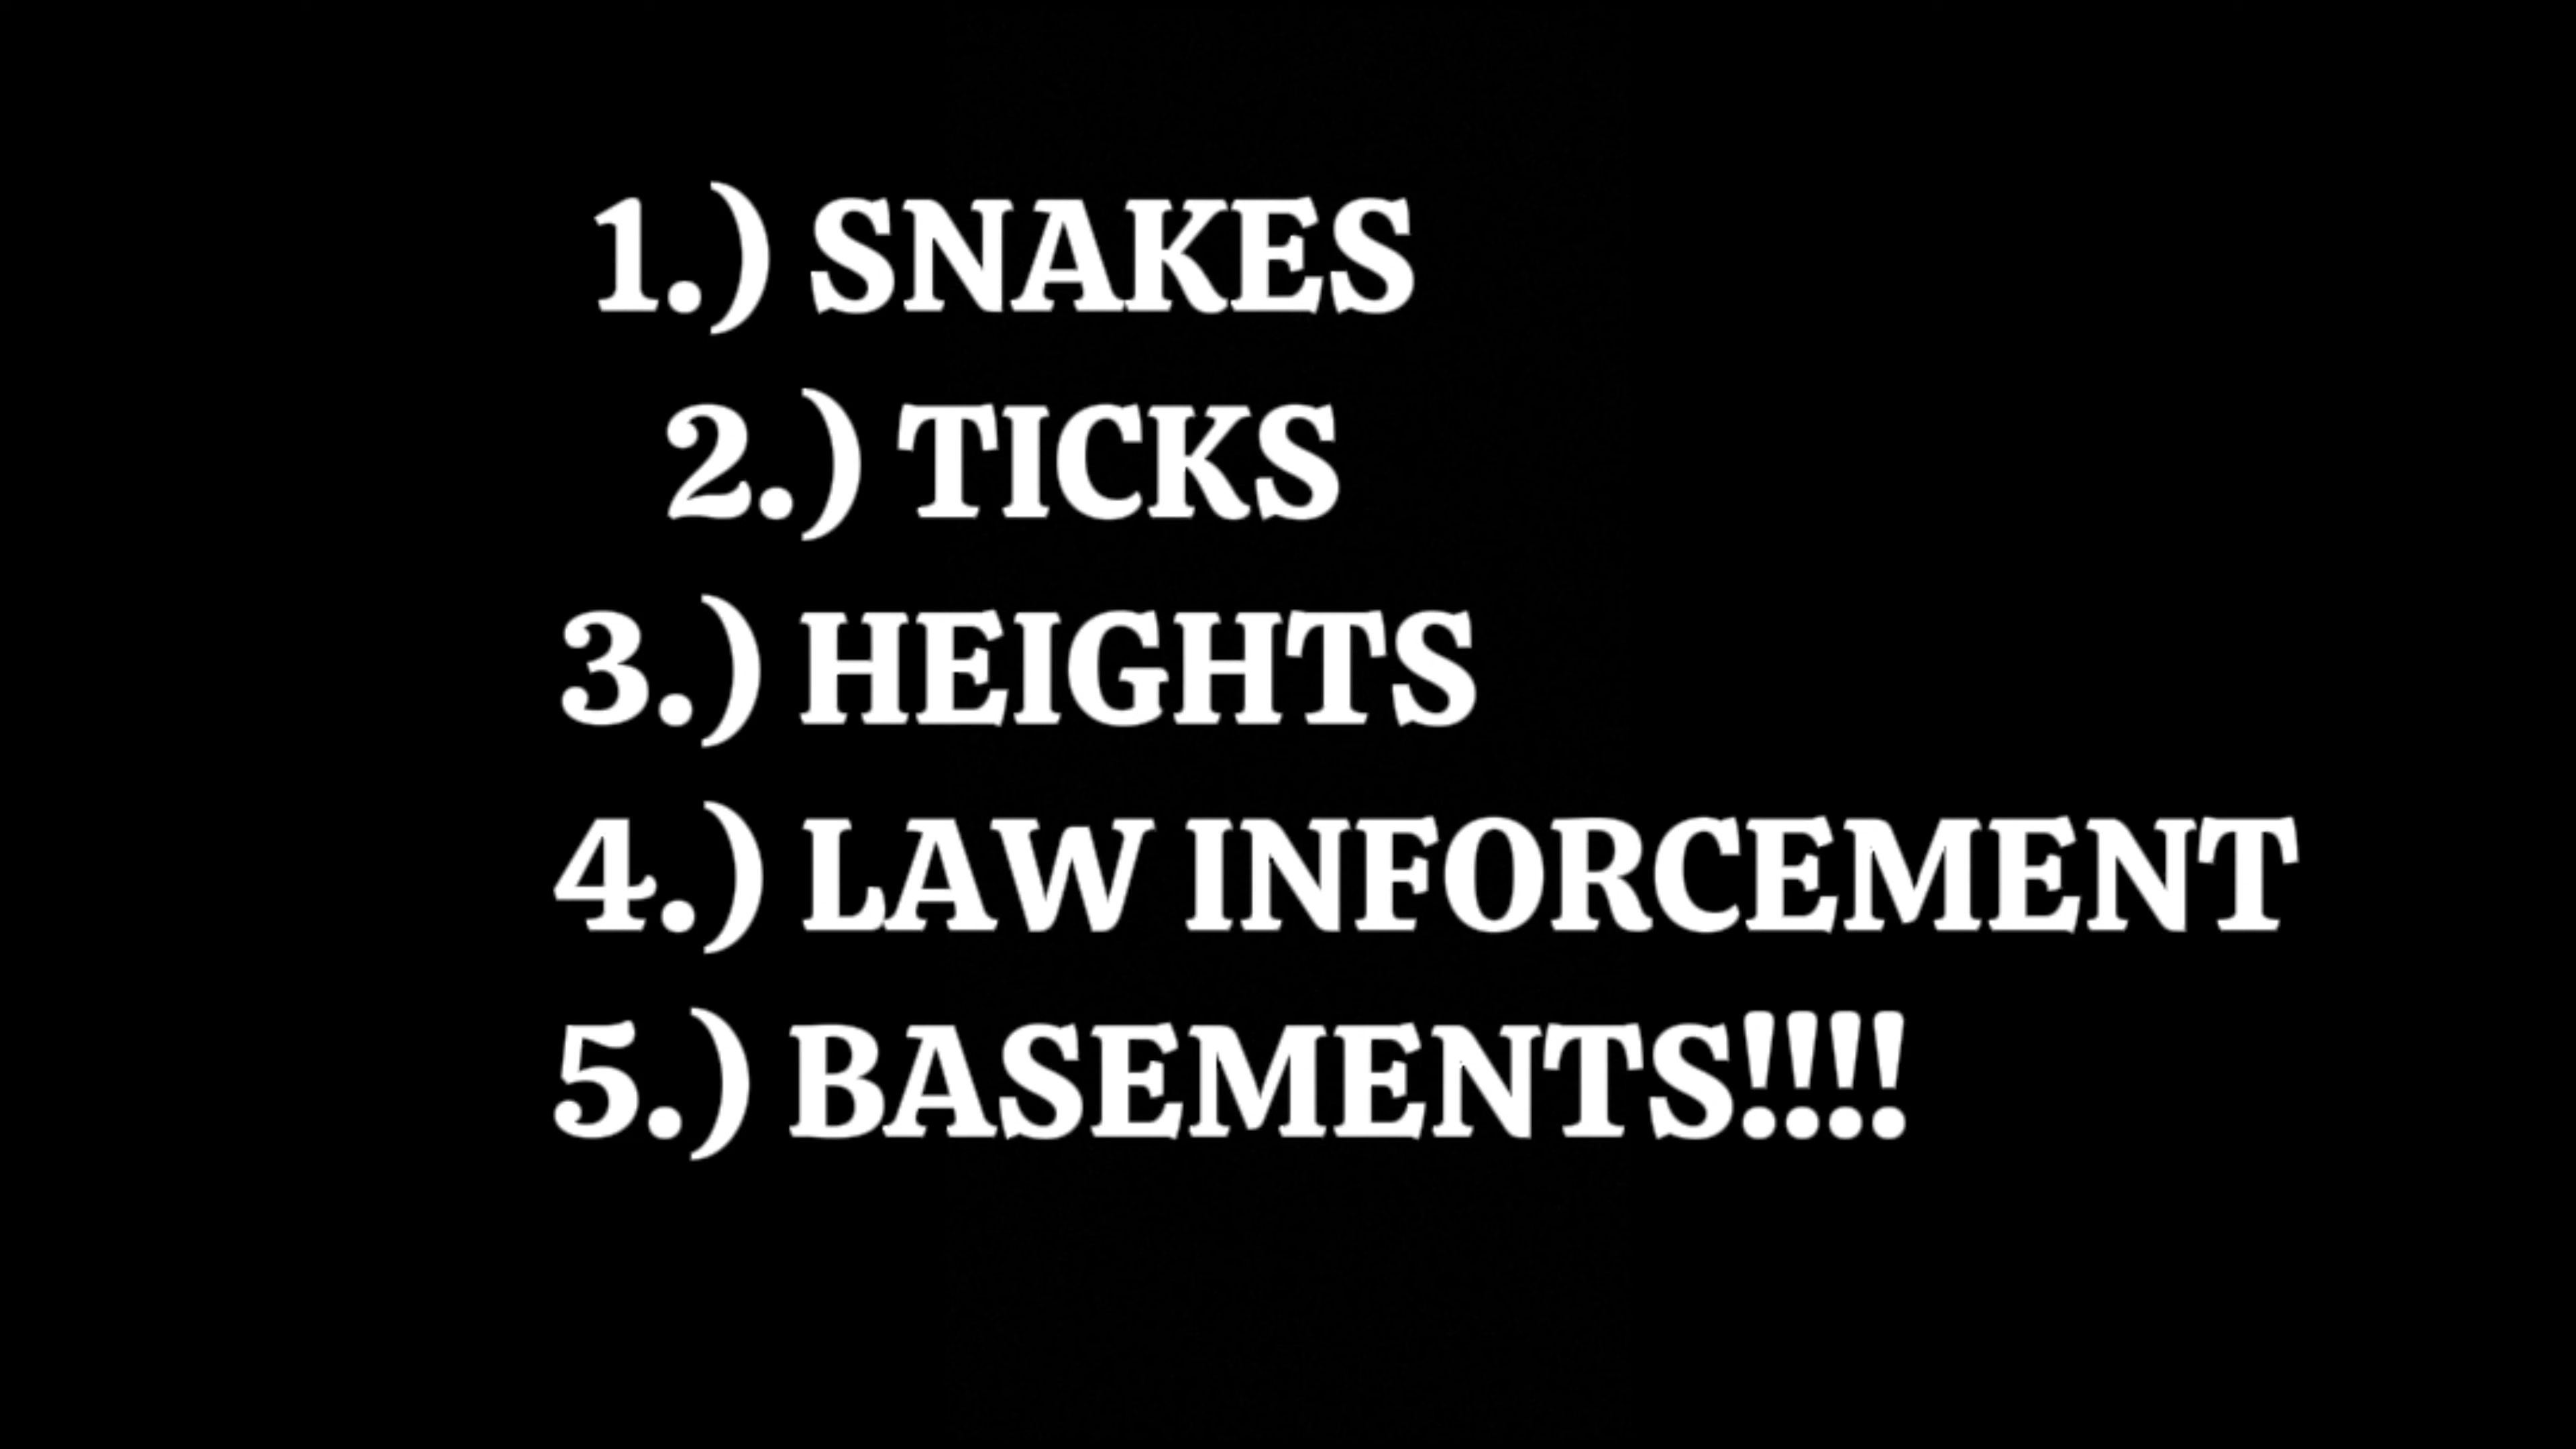 1.) SNAKES
2.) TICKS
3.) HEIGHTS
4.) LAW INFORCEMENT
5.) BASEMENTS!!!!